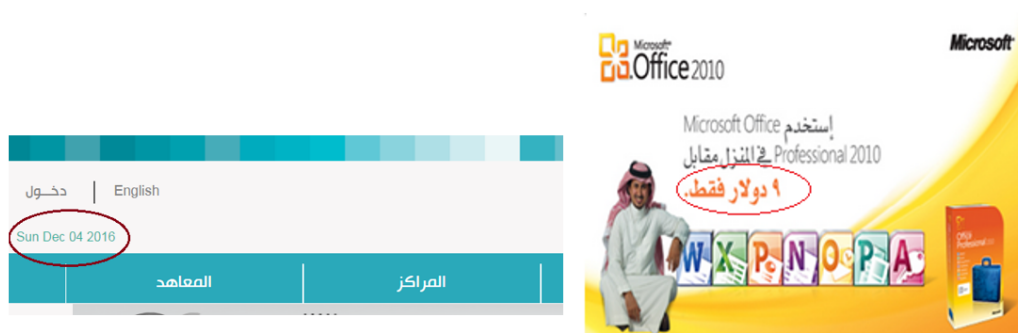 English | دخــول
Sun Dec 04 2016
المراكز
المعاهد
Microsoft
Office 2010
Microsoft
إستخدم Microsoft Office
Professional 2010 في المنزل مقابل
٩ دولار فقط.
W X P N O P A
Office
Professional 2010